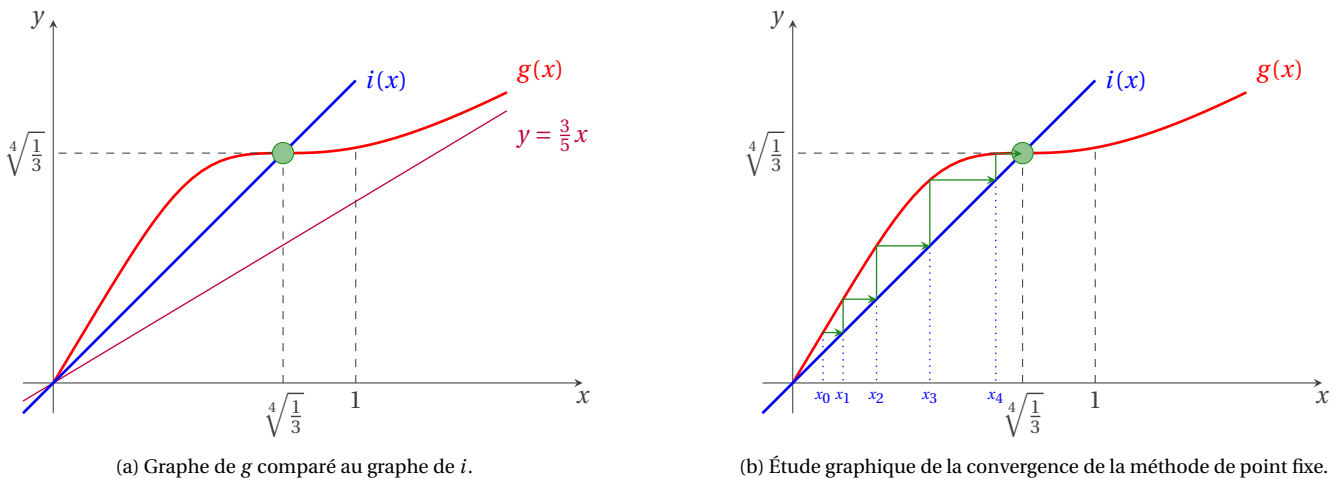 y
i(x)
g(x)
y = 3/5 x
⁴√(1/3)
⁴√(1/3)
1
x
(a) Graphe de g comparé au graphe de i.
y
i(x)
g(x)
⁴√(1/3)
x₀ x₁ x₂ x₃ x₄
⁴√(1/3)
1
x
(b) Étude graphique de la convergence de la méthode de point fixe.